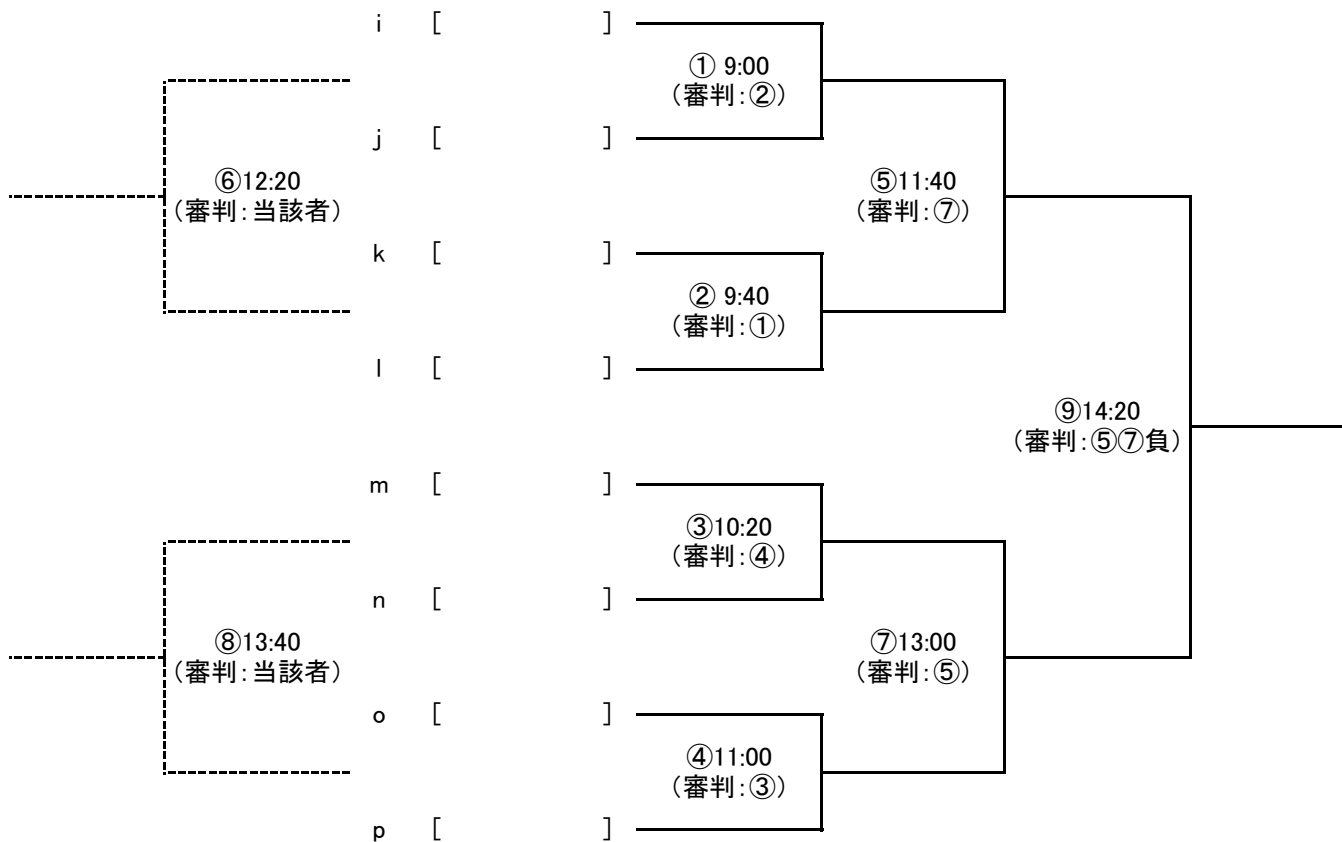 i [ ]
① 9:00
(審判:②)
j [ ]
⑥12:20
(審判:当該者)
⑤11:40
(審判:⑦)
k [ ]
② 9:40
(審判:①)
l [ ]
⑨14:20
(審判:⑤⑦負)
m [ ]
③10:20
(審判:④)
n [ ]
⑧13:40
(審判:当該者)
⑦13:00
(審判:⑤)
o [ ]
④11:00
(審判:③)
p [ ]